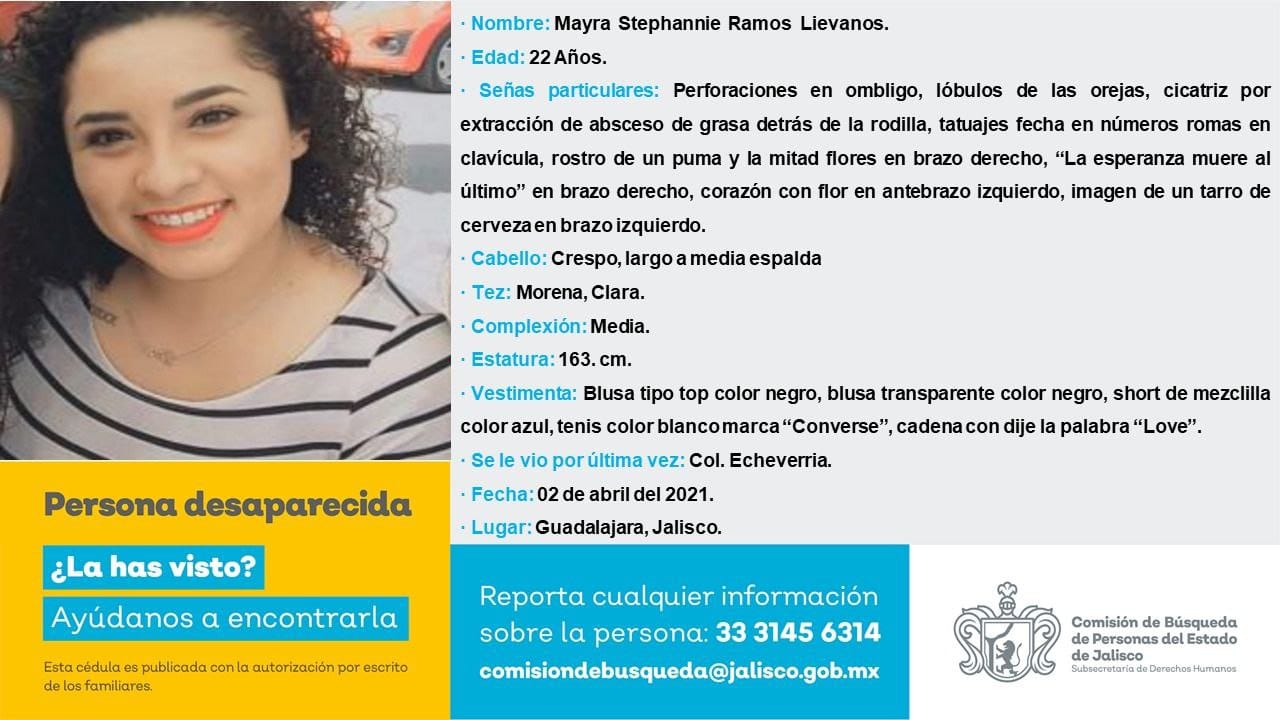 · Nombre: Mayra Stephannie Ramos Lievanos.
· Edad: 22 Años.
· Señas particulares: Perforaciones en ombligo, lóbulos de las orejas, cicatriz por
extracción de absceso de grasa detrás de la rodilla, tatuajes fecha en números romas en
clavícula, rostro de un puma y la mitad flores en brazo derecho, “La esperanza muere al
último” en brazo derecho, corazón con flor en antebrazo izquierdo, imagen de un tarro de
cerveza en brazo izquierdo.
· Cabello: Crespo, largo a media espalda
· Tez: Morena, Clara.
· Complexión: Media.
· Estatura: 163. cm.
· Vestimenta: Blusa tipo top color negro, blusa transparente color negro, short de mezclilla
color azul, tenis color blanco marca “Converse”, cadena con dije la palabra “Love”.
· Se le vio por última vez: Col. Echeverria.
· Fecha: 02 de abril del 2021.
· Lugar: Guadalajara, Jalisco.
Persona desaparecida
¿La has visto?
Ayúdanos a encontrarla
Esta cédula es publicada con la autorización por escrito
de los familiares.
Reporta cualquier información
sobre la persona: 33 3145 6314
comisiondebusqueda@jalisco.gob.mx
Comisión de Búsqueda
de Personas del Estado
de Jalisco
Subsecretaría de Derechos Humanos